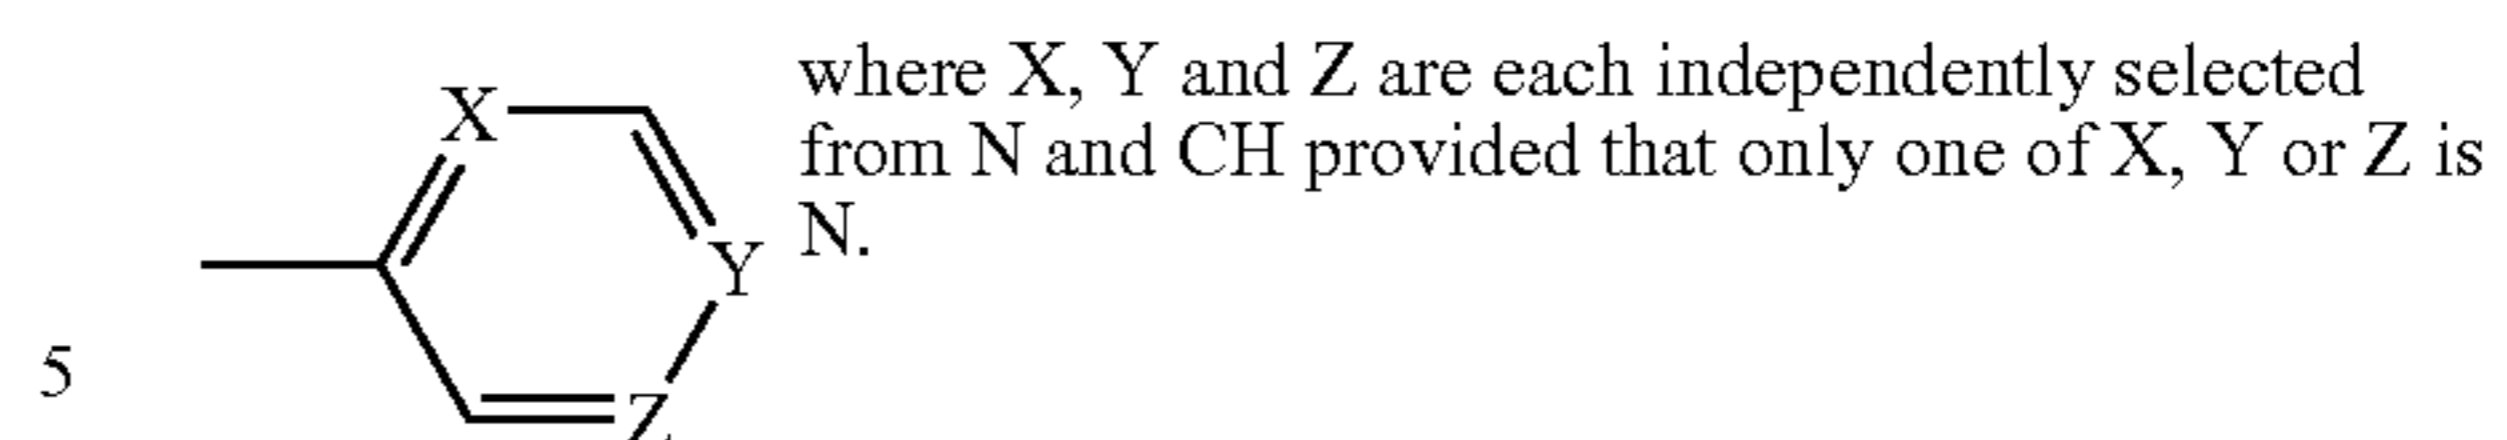 where X, Y and Z are each independently selected
from N and CH provided that only one of X, Y or Z is
N.
X
Y
5
Z